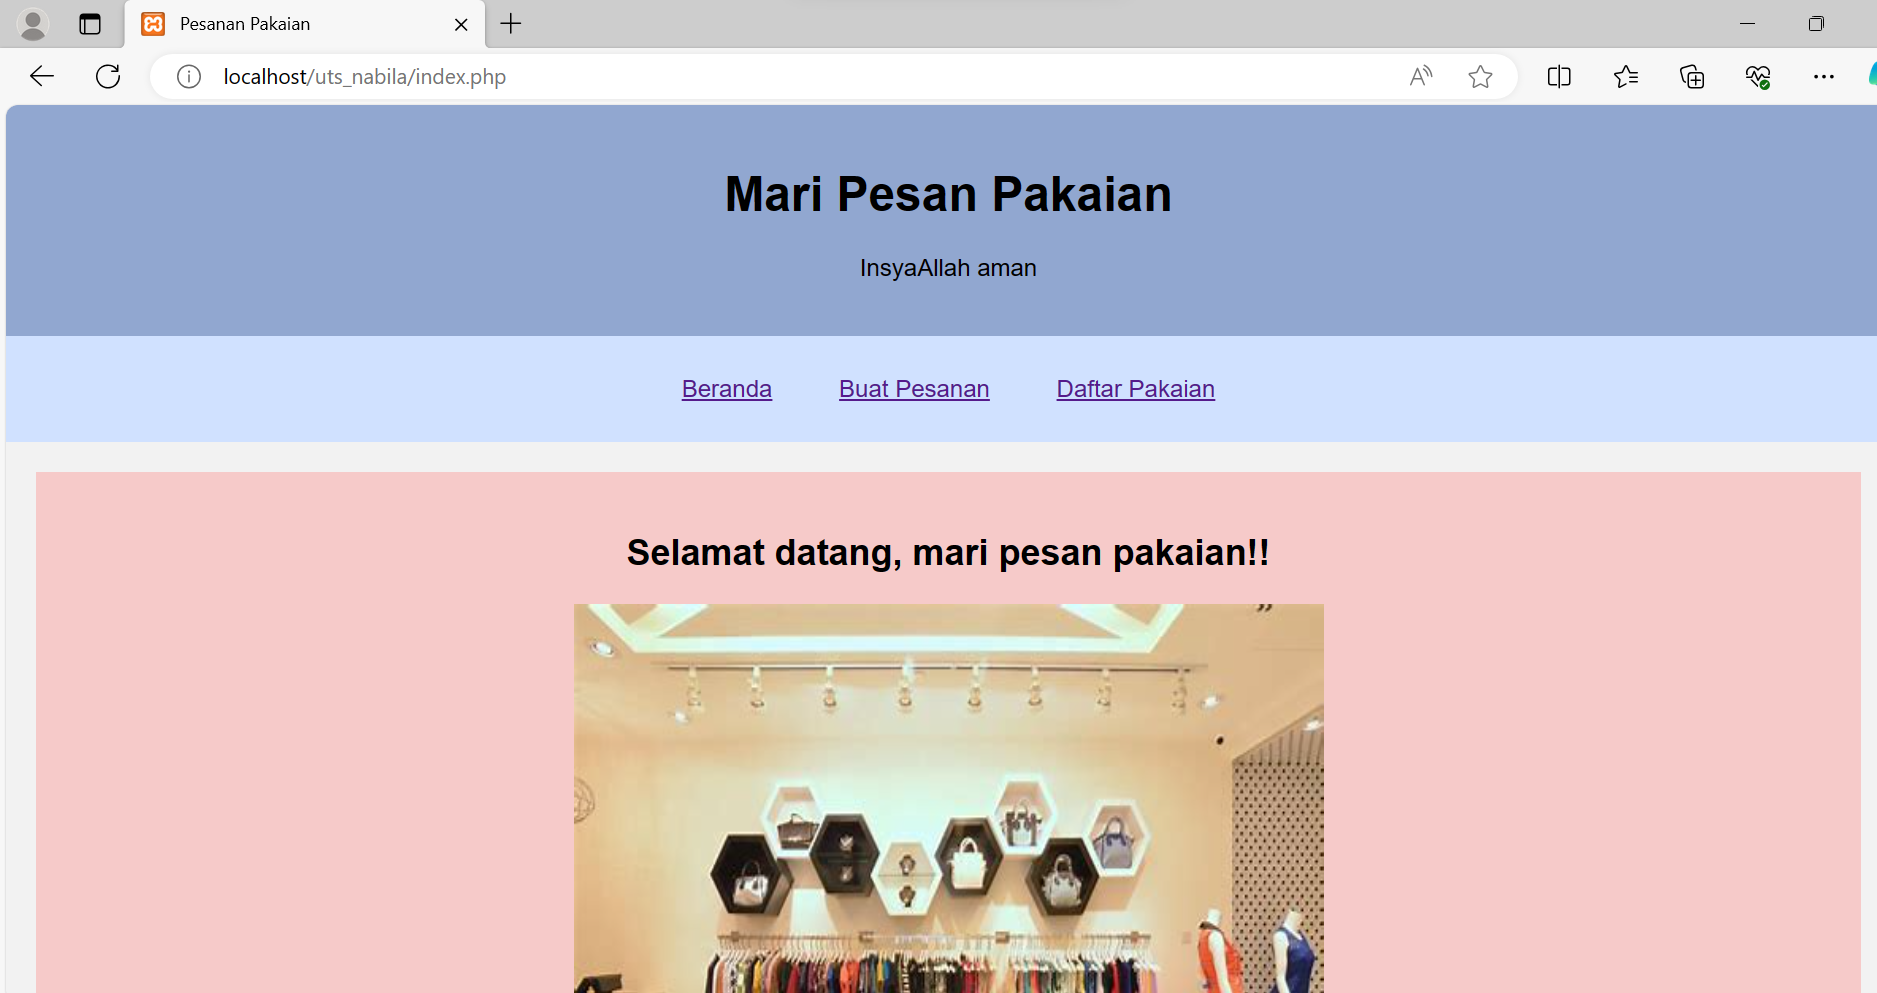 Pesanan Pakaian
localhost/uts_nabila/index.php
Mari Pesan Pakaian
InsyaAllah aman
Beranda Buat Pesanan Daftar Pakaian
Selamat datang, mari pesan pakaian!!